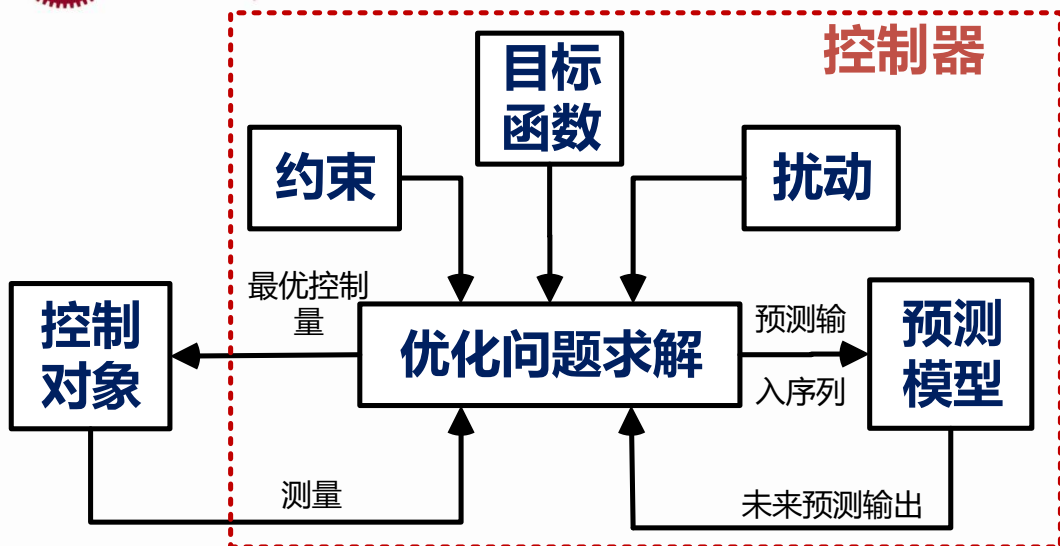 控制器
目标
函数
约束
扰动
最优控制
量
控制
对象
优化问题求解
预测输
入序列
预测
模型
测量
未来预测输出